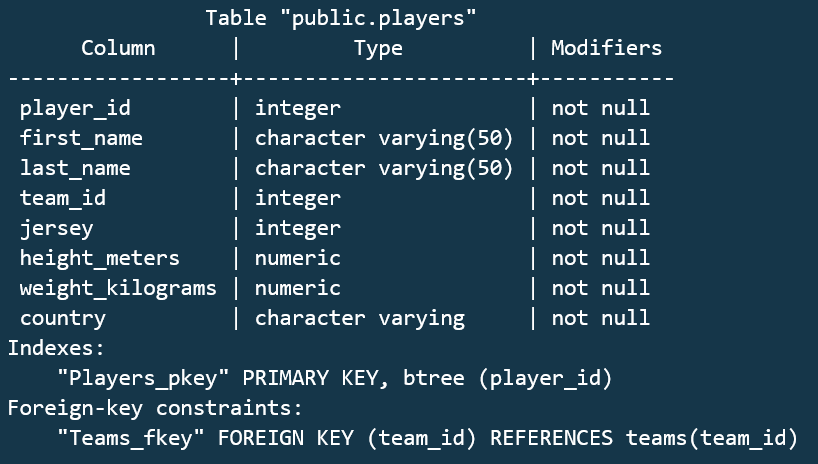 Table "public.players"
Column | Type | Modifiers
------------------+-----------------------+-----------
player_id | integer | not null
first_name | character varying(50) | not null
last_name | character varying(50) | not null
team_id | integer | not null
jersey | integer | not null
height_meters | numeric | not null
weight_kilograms | numeric | not null
country | character varying | not null
Indexes:
"Players_pkey" PRIMARY KEY, btree (player_id)
Foreign-key constraints:
"Teams_fkey" FOREIGN KEY (team_id) REFERENCES teams(team_id)